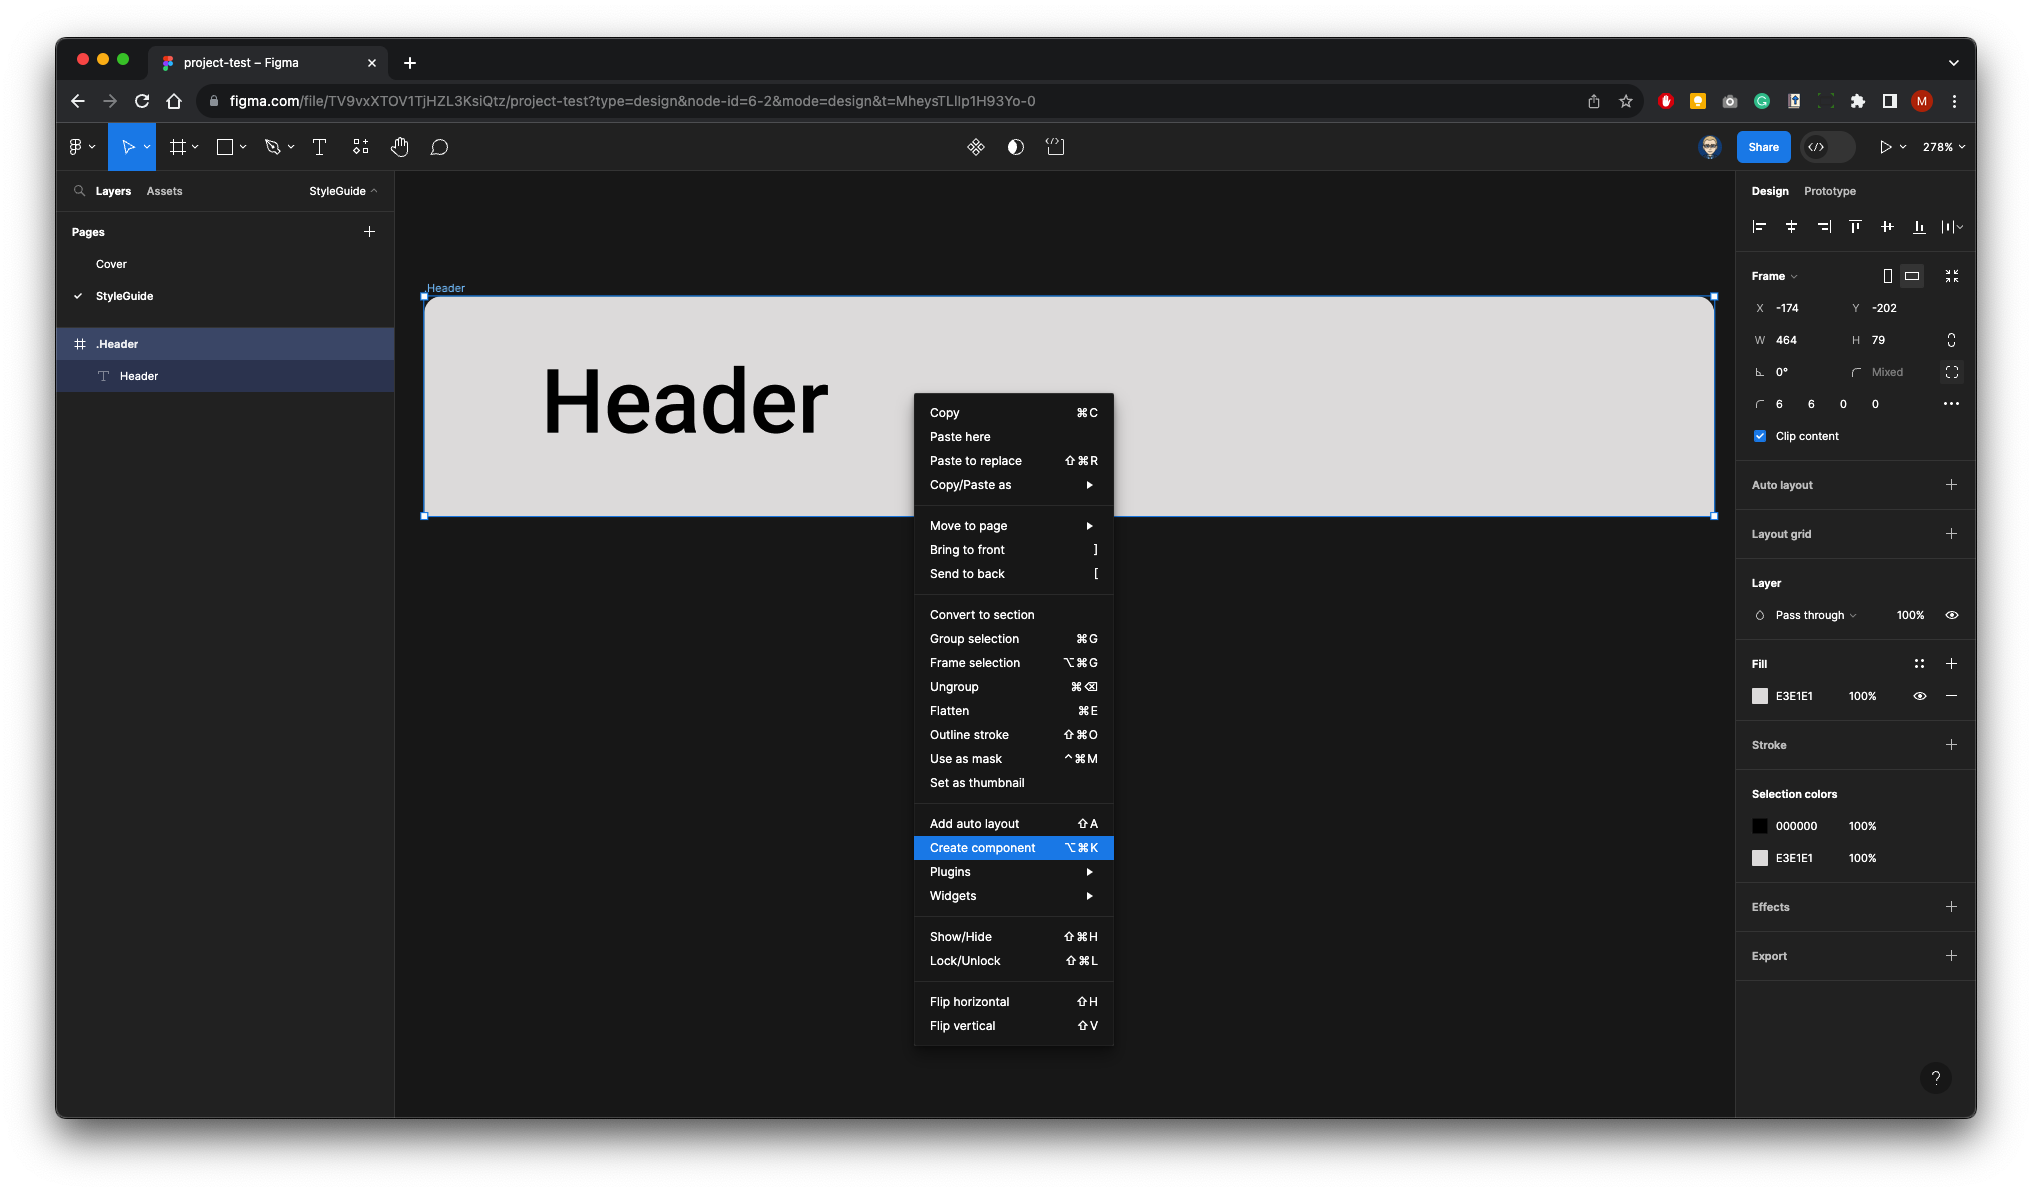 project-test – Figma
figma.com/file/TV9vxXTOV1TjHZL3KsiQtz/project-test?type=design&node-id=6-2&mode=design&t=MheysTLIlp1H93Yo-0
M
Share
278%
Layers Assets StyleGuide
Pages
Cover
StyleGuide
.Header
Header
.Header
Header
Copy ⌘C
Paste here
Paste to replace ⇧⌘R
Copy/Paste as
Move to page
Bring to front ]
Send to back [
Convert to section
Group selection ⌘G
Frame selection ⌥⌘G
Ungroup ⌘⌫
Flatten ⌘E
Outline stroke ⇧⌘O
Use as mask ^⌘M
Set as thumbnail
Add auto layout ⇧A
Create component ⌥⌘K
Plugins
Widgets
Show/Hide ⇧⌘H
Lock/Unlock ⇧⌘L
Flip horizontal ⇧H
Flip vertical ⇧V
Design Prototype
Frame
X -174 Y -202
W 464 H 79
0° Mixed
6 6 0 0
Clip content
Auto layout
Layout grid
Layer
Pass through 100%
Fill
E3E1E1 100%
Stroke
Selection colors
000000 100%
E3E1E1 100%
Effects
Export
?